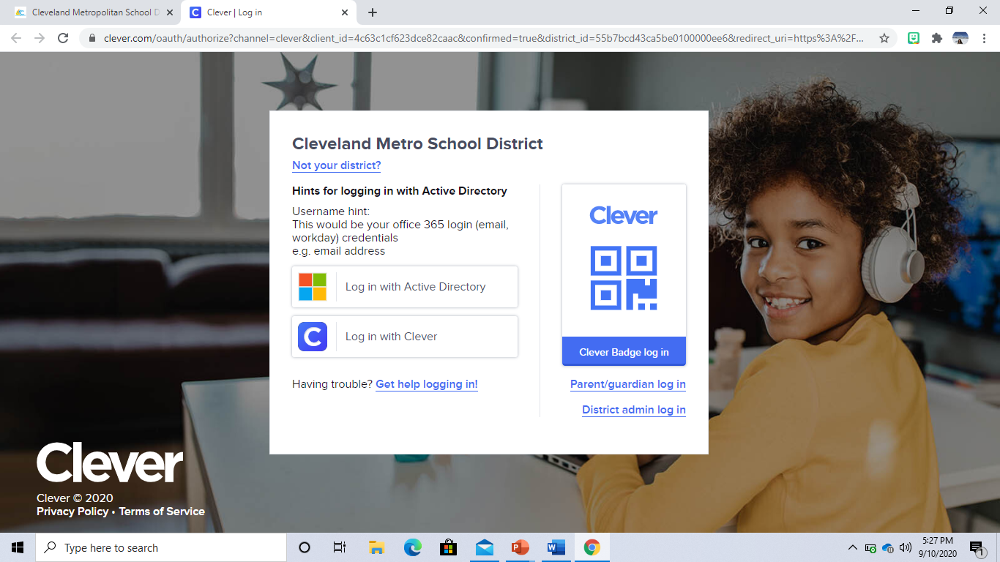 Cleveland Metropolitan School D
Clever | Log in
clever.com/oauth/authorize?channel=clever&client_id=4c63c1cf623dce82caac&confirmed=true&district_id=55b7bcd43ca5be0100000ee6&redirect_uri=https%3A%2F...
Cleveland Metro School District
Not your district?
Hints for logging in with Active Directory
Username hint:
This would be your office 365 login (email,
workday) credentials
e.g. email address
Log in with Active Directory
C
Log in with Clever
Having trouble? Get help logging in!
Clever
Clever Badge log in
Parent/guardian log in
District admin log in
Clever
Clever © 2020
Privacy Policy • Terms of Service
Type here to search
5:27 PM
9/10/2020
1